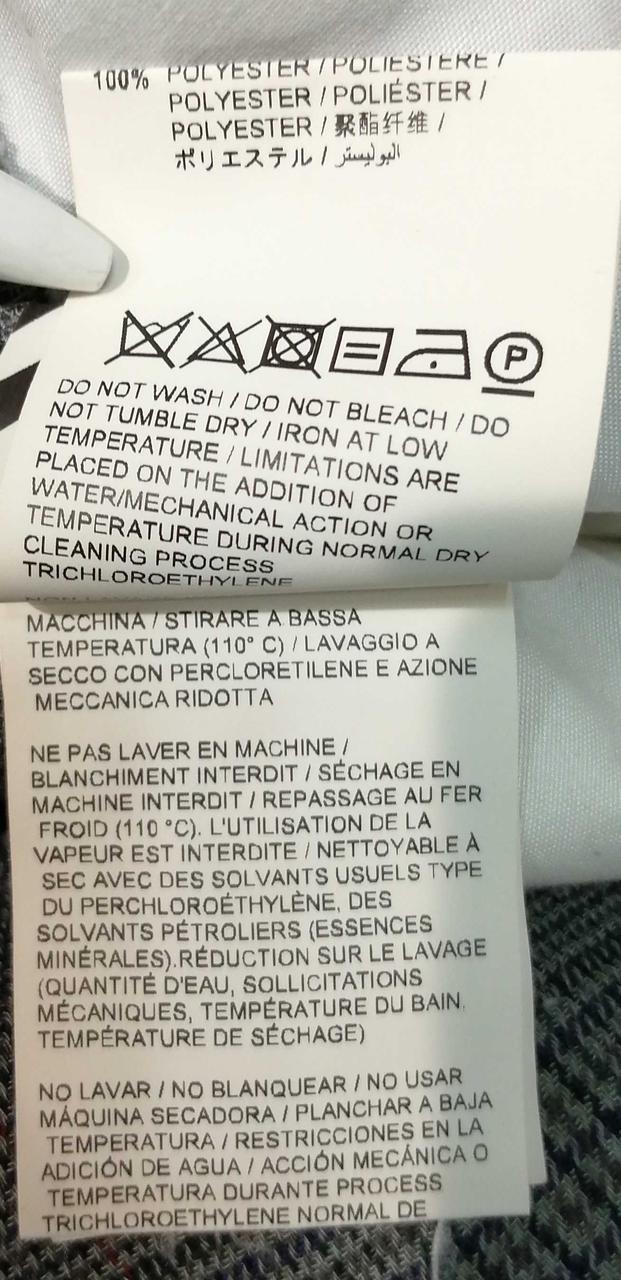 100% POLYESTER / POLIESTERE /
POLYESTER / POLIÉSTER /
POLYESTER / 聚酯纤维 /
ポリエステル / البوليستر
P
DO NOT WASH / DO NOT BLEACH / DO
NOT TUMBLE DRY / IRON AT LOW
TEMPERATURE / LIMITATIONS ARE
PLACED ON THE ADDITION OF
WATER/MECHANICAL ACTION OR
TEMPERATURE DURING NORMAL DRY
CLEANING PROCESS
TRICHLOROETHYLENE
MACCHINA / STIRARE A BASSA
TEMPERATURA (110° C) / LAVAGGIO A
SECCO CON PERCLORETILENE E AZIONE
MECCANICA RIDOTTA
NE PAS LAVER EN MACHINE /
BLANCHIMENT INTERDIT / SÉCHAGE EN
MACHINE INTERDIT / REPASSAGE AU FER
FROID (110 °C). L'UTILISATION DE LA
VAPEUR EST INTERDITE / NETTOYABLE À
SEC AVEC DES SOLVANTS USUELS TYPE
DU PERCHLOROÉTHYLÈNE, DES
SOLVANTS PÉTROLIERS (ESSENCES
MINÉRALES).RÉDUCTION SUR LE LAVAGE
(QUANTITÉ D'EAU, SOLLICITATIONS
MÉCANIQUES, TEMPÉRATURE DU BAIN,
TEMPÉRATURE DE SÉCHAGE)
NO LAVAR / NO BLANQUEAR / NO USAR
MÁQUINA SECADORA / PLANCHAR A BAJA
TEMPERATURA / RESTRICCIONES EN LA
ADICIÓN DE AGUA / ACCIÓN MECÁNICA O
TEMPERATURA DURANTE PROCESS
TRICHLOROETHYLENE NORMAL DE